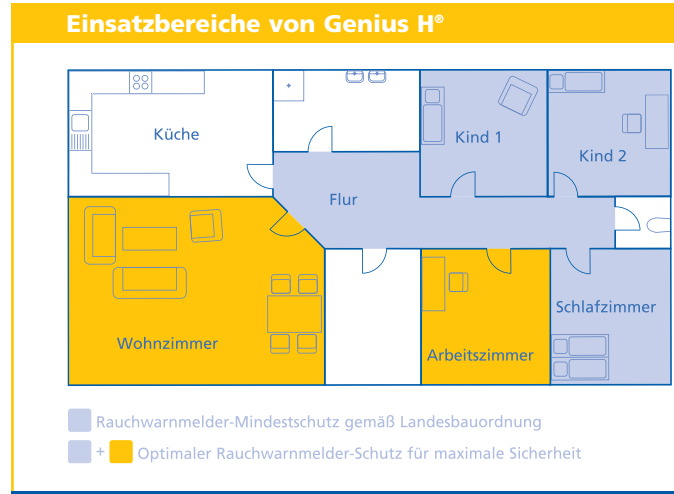 Einsatzbereiche von Genius H®
Küche
Kind 1
Kind 2
Flur
Wohnzimmer
Arbeitszimmer
Schlafzimmer
Rauchwarnmelder-Mindestschutz gemäß Landesbauordnung
+ Optimaler Rauchwarnmelder-Schutz für maximale Sicherheit